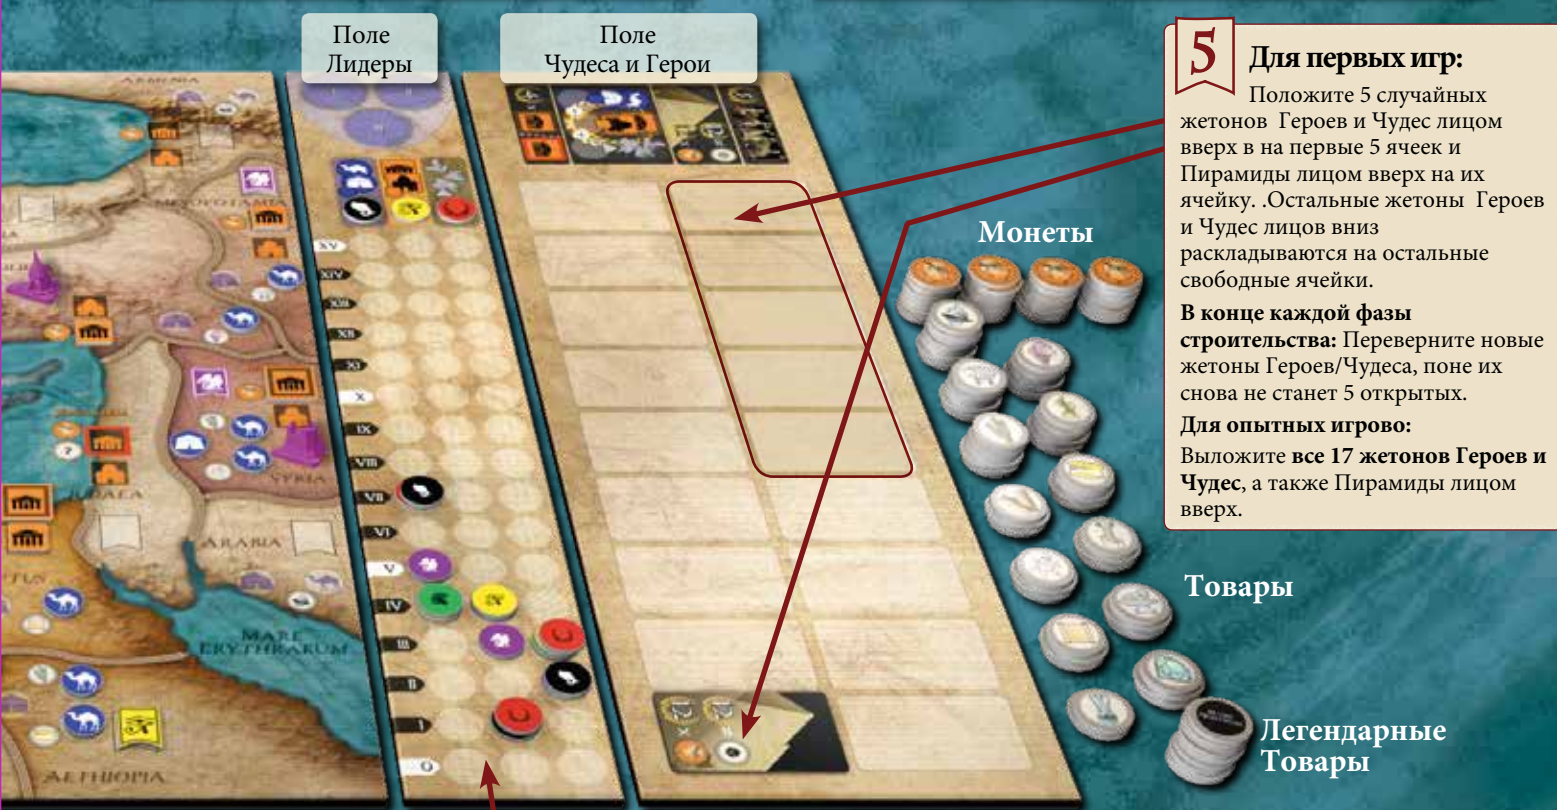 Поле
Лидеры
Поле
Чудеса и Герои
5
Для первых игр:
Положите 5 случайных
жетонов Героев и Чудес лицом
вверх в на первые 5 ячеек и
Пирамиды лицом вверх на их
ячейку. .Остальные жетоны Героев
и Чудес лицов вниз
раскладываются на остальные
свободные ячейки.
В конце каждой фазы
строительства: Переверните новые
жетоны Героев/Чудеса, поне их
снова не станет 5 открытых.
Для опытных игрово:
Выложите все 17 жетонов Героев и
Чудес, а также Пирамиды лицом
вверх.
Монеты
Товары
Легендарные
Товары
ARMENIA
MESOPOTAMIA
SYRIA
IUDAEA
ARABIA
MARE
ERYTHRAEUM
AETHIOPIA
XV
XIV
XIII
XII
XI
X
IX
VIII
VII
VI
V
IV
III
II
I
0